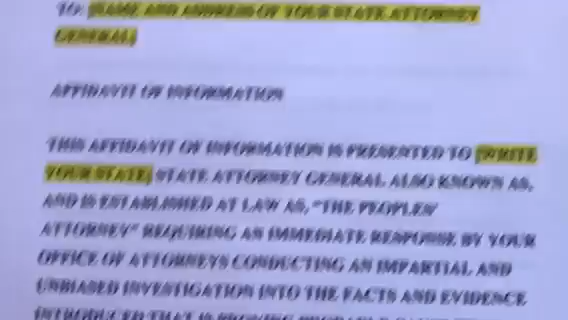 TO: [NAME AND ADDRESS OF YOUR STATE ATTORNEY
GENERAL]
AFFIDAVIT OF INFORMATION
THIS AFFIDAVIT OF INFORMATION IS PRESENTED TO [WRITE
YOUR STATE] STATE ATTORNEY GENERAL ALSO KNOWN AS,
AND IS ESTABLISHED AT LAW AS, "THE PEOPLES'
ATTORNEY" REQUIRING AN IMMEDIATE RESPONSE BY YOUR
OFFICE OF ATTORNEYS CONDUCTING AN IMPARTIAL AND
UNBIASED INVESTIGATION INTO THE FACTS AND EVIDENCE
INTRODUCED THAT IS